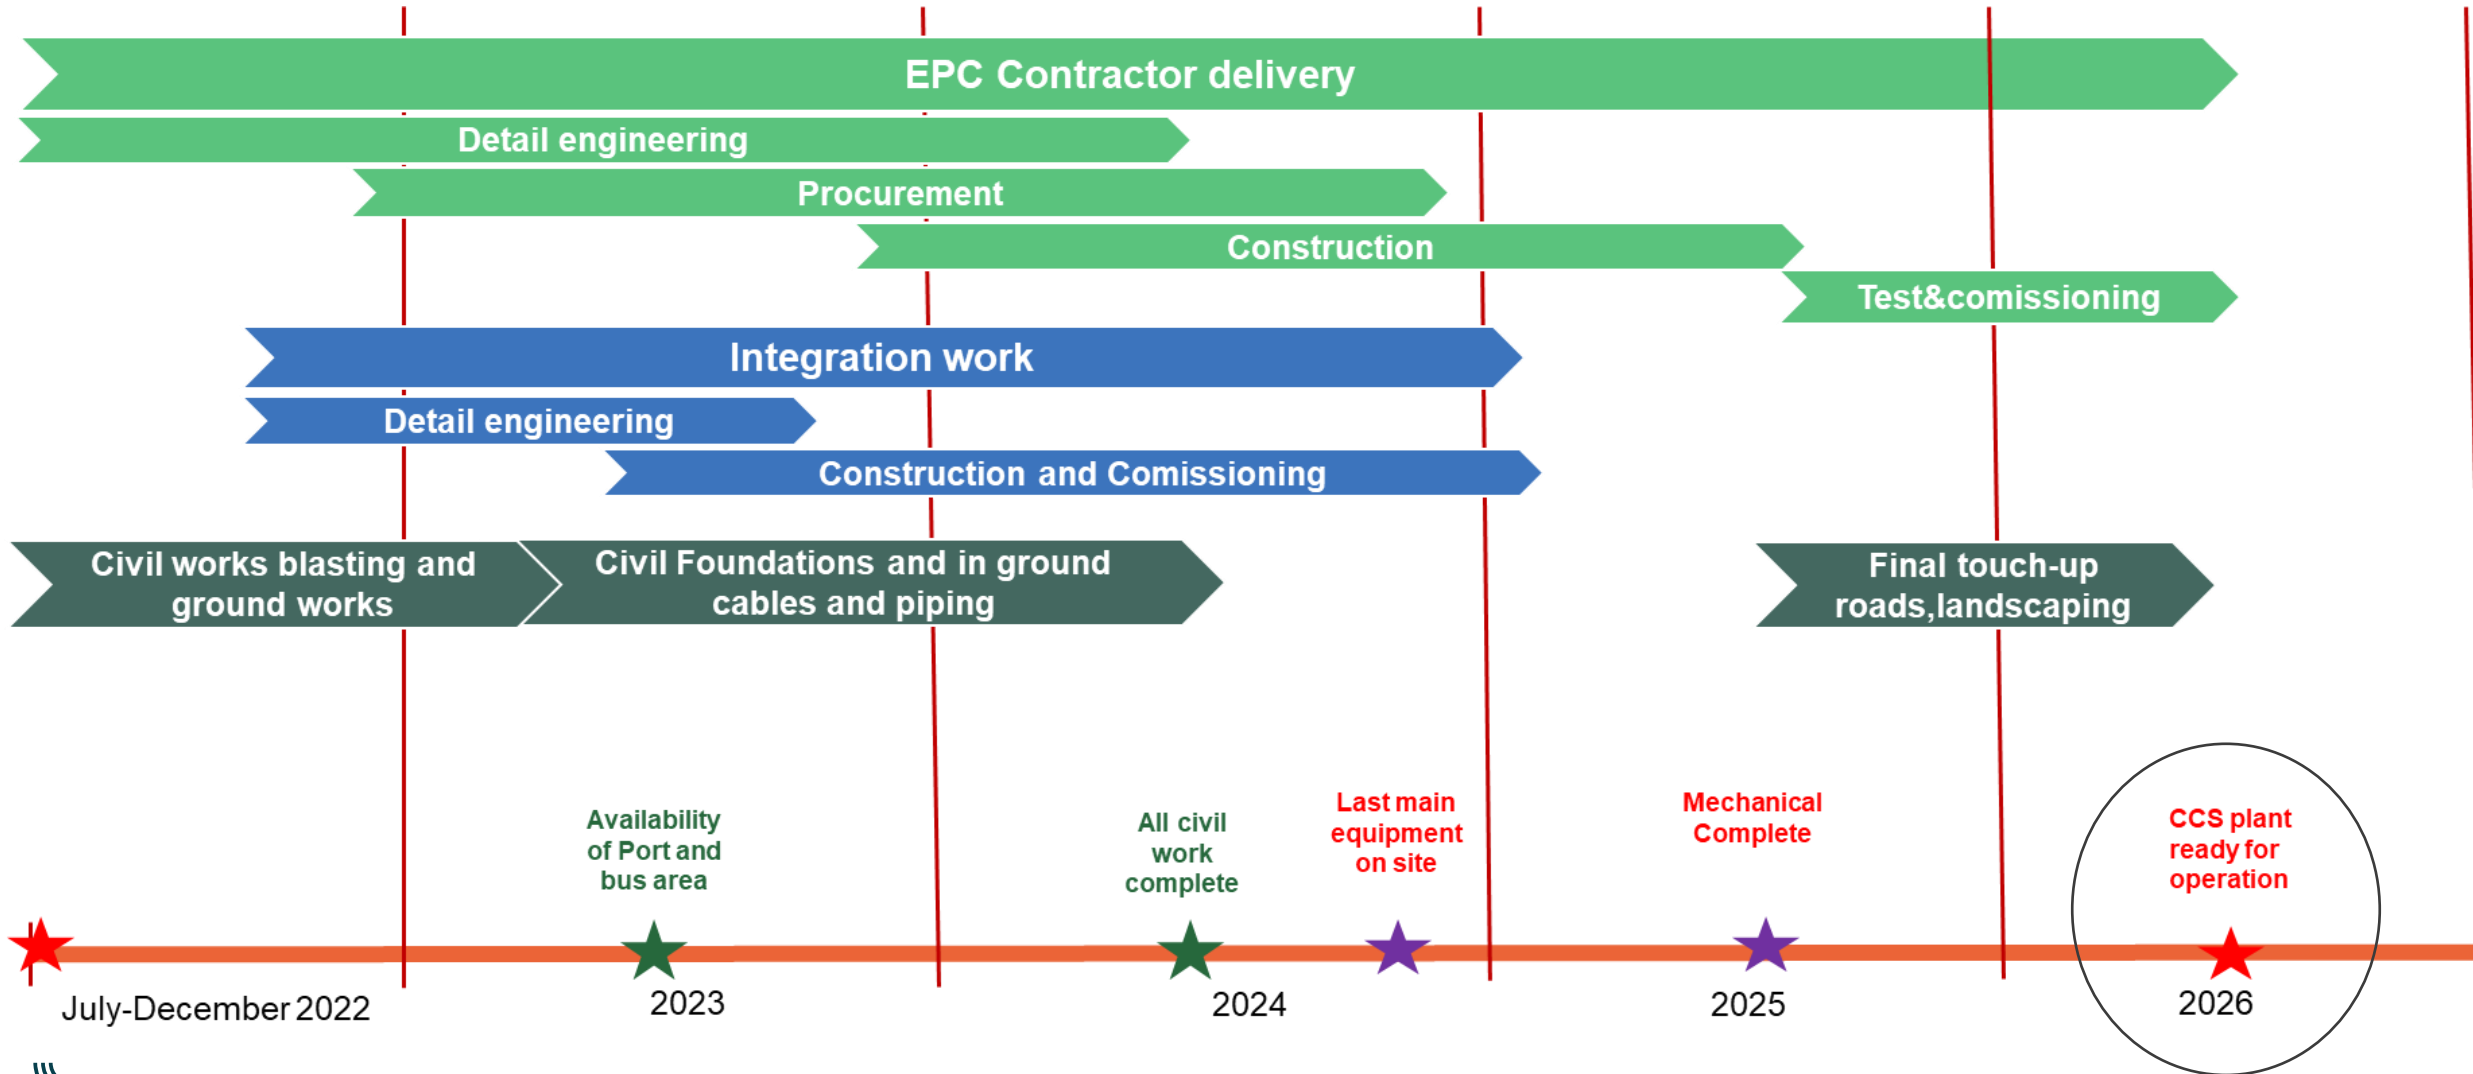 EPC Contractor delivery
Detail engineering
Procurement
Construction
Test&comissioning
Integration work
Detail engineering
Construction and Comissioning
Civil works blasting and
ground works
Civil Foundations and in ground
cables and piping
Final touch-up
roads,landscaping
Availability
of Port and
bus area
All civil
work
complete
Last main
equipment
on site
Mechanical
Complete
CCS plant
ready for
operation
July-December 2022
2023
2024
2025
2026